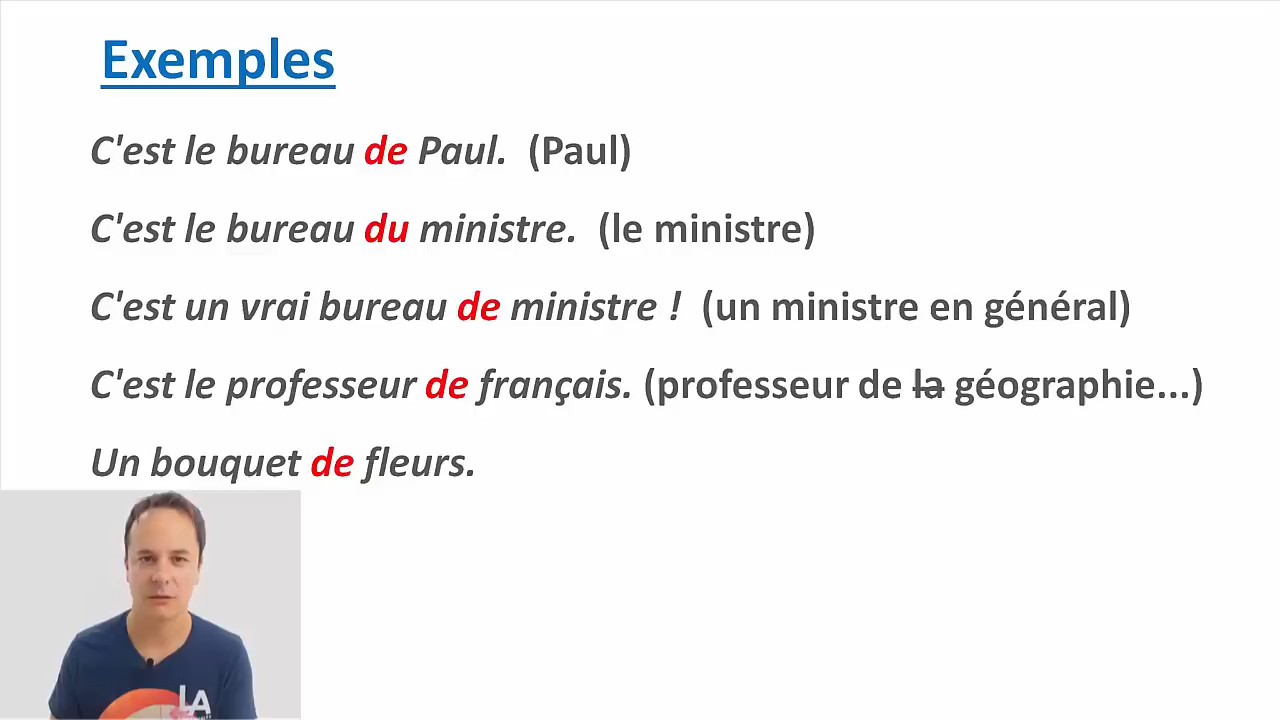 Exemples
C'est le bureau de Paul. (Paul)
C'est le bureau du ministre. (le ministre)
C'est un vrai bureau de ministre ! (un ministre en général)
C'est le professeur de français. (professeur de la géographie...)
Un bouquet de fleurs.
LA